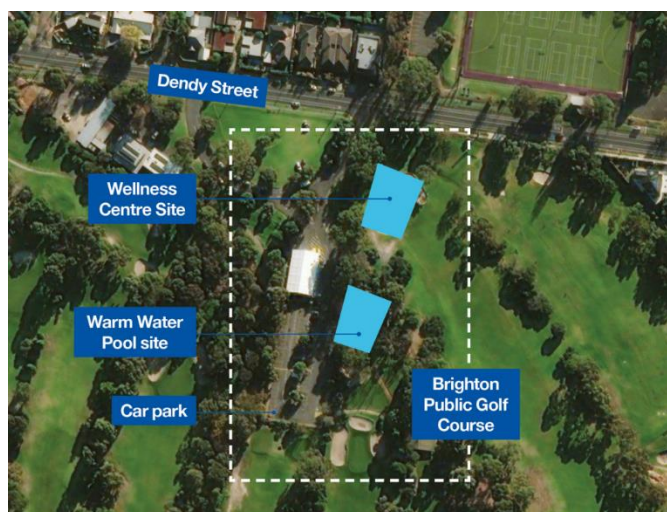 Dendy Street
Wellness
Centre Site
Warm Water
Pool site
Car park
Brighton
Public Golf
Course